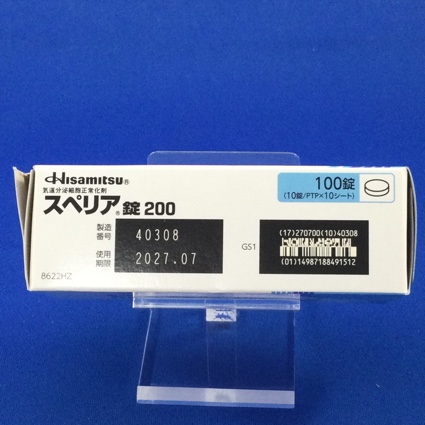 Hisamitsu®
気道分泌細胞正常化剤
スペリア®錠200
100錠
(10錠/PTP×10シート)
製造番号 40308
使用期限 2027.07
GS1
(17)270700(10)40308
(01)14987188491512
8622HZ